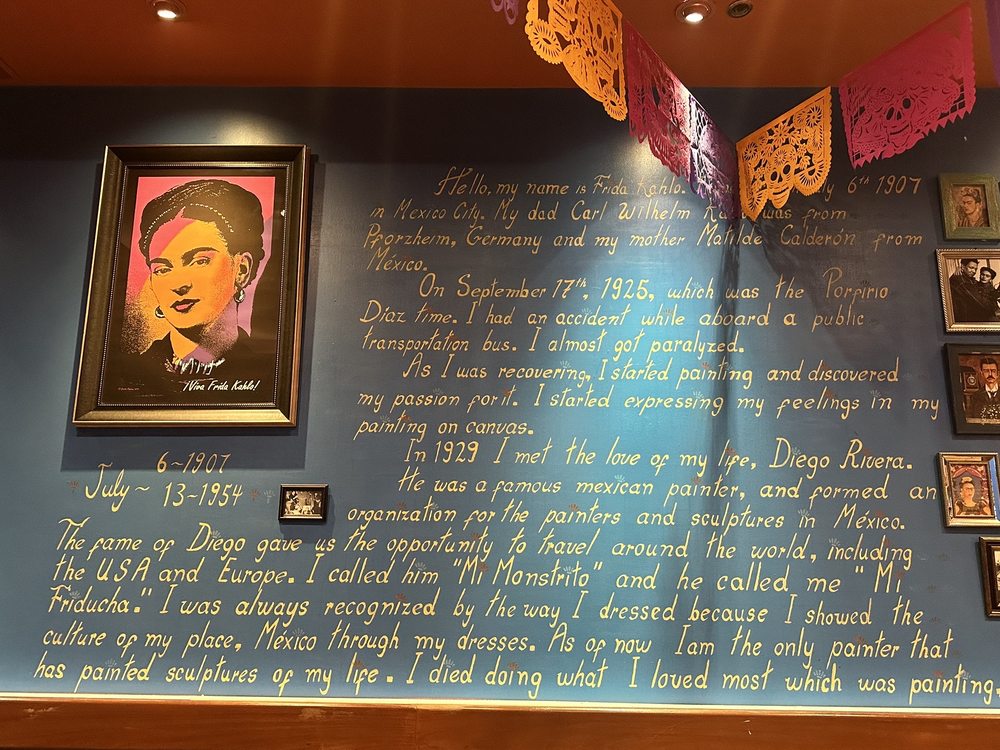 Hello, my name is Frida Kahlo. 6th 1907
in Mexico City. My dad Carl Wilhelm was from
Pforzheim, Germany and my mother Matilde Calderón from
México.
On September 17th, 1925, which was the Porfirio
Díaz time. I had an accident while aboard a public
transportation bus. I almost got paralyzed.
As I was recovering, I started painting and discovered
my passion for it. I started expressing my feelings in my
painting on canvas.
In 1929 I met the love of my life, Diego Rivera.
He was a famous mexican painter, and formed an
organization for the painters and sculptures in México.
The fame of Diego gave us the opportunity to travel around the world, including
the USA and Europe. I called him "Mi Monstrito" and he called me "Mi
Friducha." I was always recognized by the way I dressed because I showed the
culture of my place, México through my dresses. As of now I am the only painter that
has painted sculptures of my life. I died doing what I loved most which was painting.
¡Viva Frida Kahlo!
6~1907
July~ 13~1954